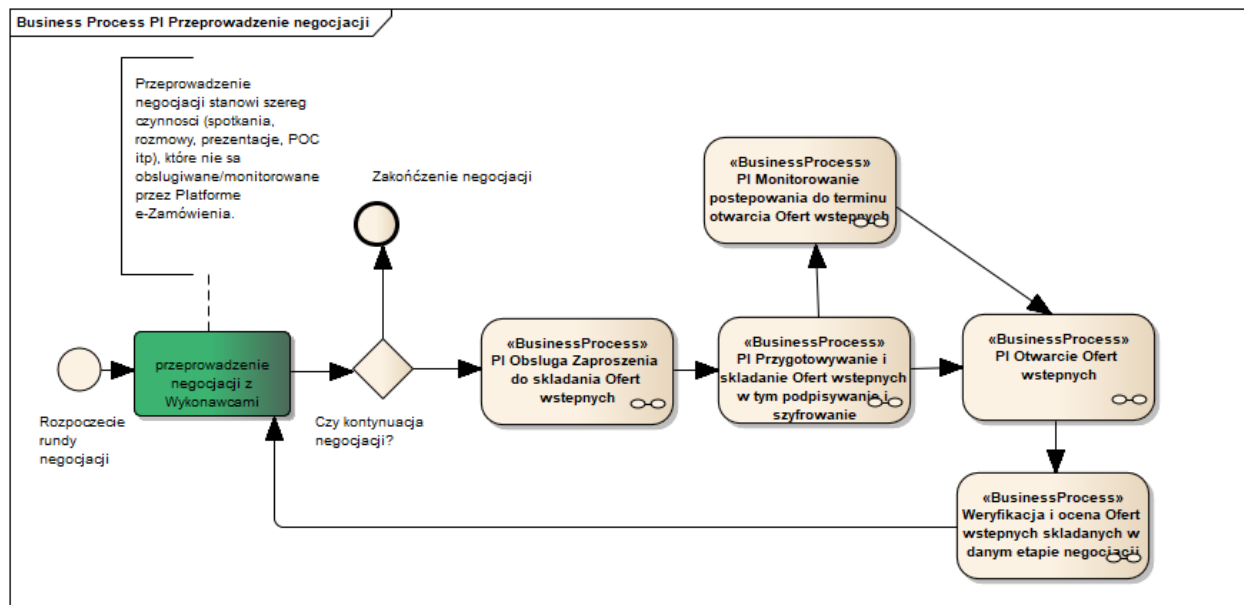 Business Process PI Przeprowadzenie negocjacji
Przeprowadzenie
negocjacji stanowi szereg
czynnosci (spotkania,
rozmowy, prezentacje, POC
itp), które nie sa
obslugiwane/monitorowane
przez Platforme
e-Zamówienia.
Zakońćzenie negocjacji
«BusinessProcess»
PI Monitorowanie
postepowania do terminu
otwarcia Ofert wstepnych
przeprowadzenie
negocjacji z
Wykonawcami
Rozpoczecie
rundy
negocjacji
Czy kontynuacja
negocjacji?
«BusinessProcess»
PI Obsluga Zaproszenia
do skladania Ofert
wstepnych
«BusinessProcess»
PI Przygotowywanie i
skladanie Ofert wstepnych
w tym podpisywanie i
szyfrowanie
«BusinessProcess»
PI Otwarcie Ofert
wstepnych
«BusinessProcess»
Weryfikacja i ocena Ofert
wstepnych skladanych w
danym etapie negocjacji